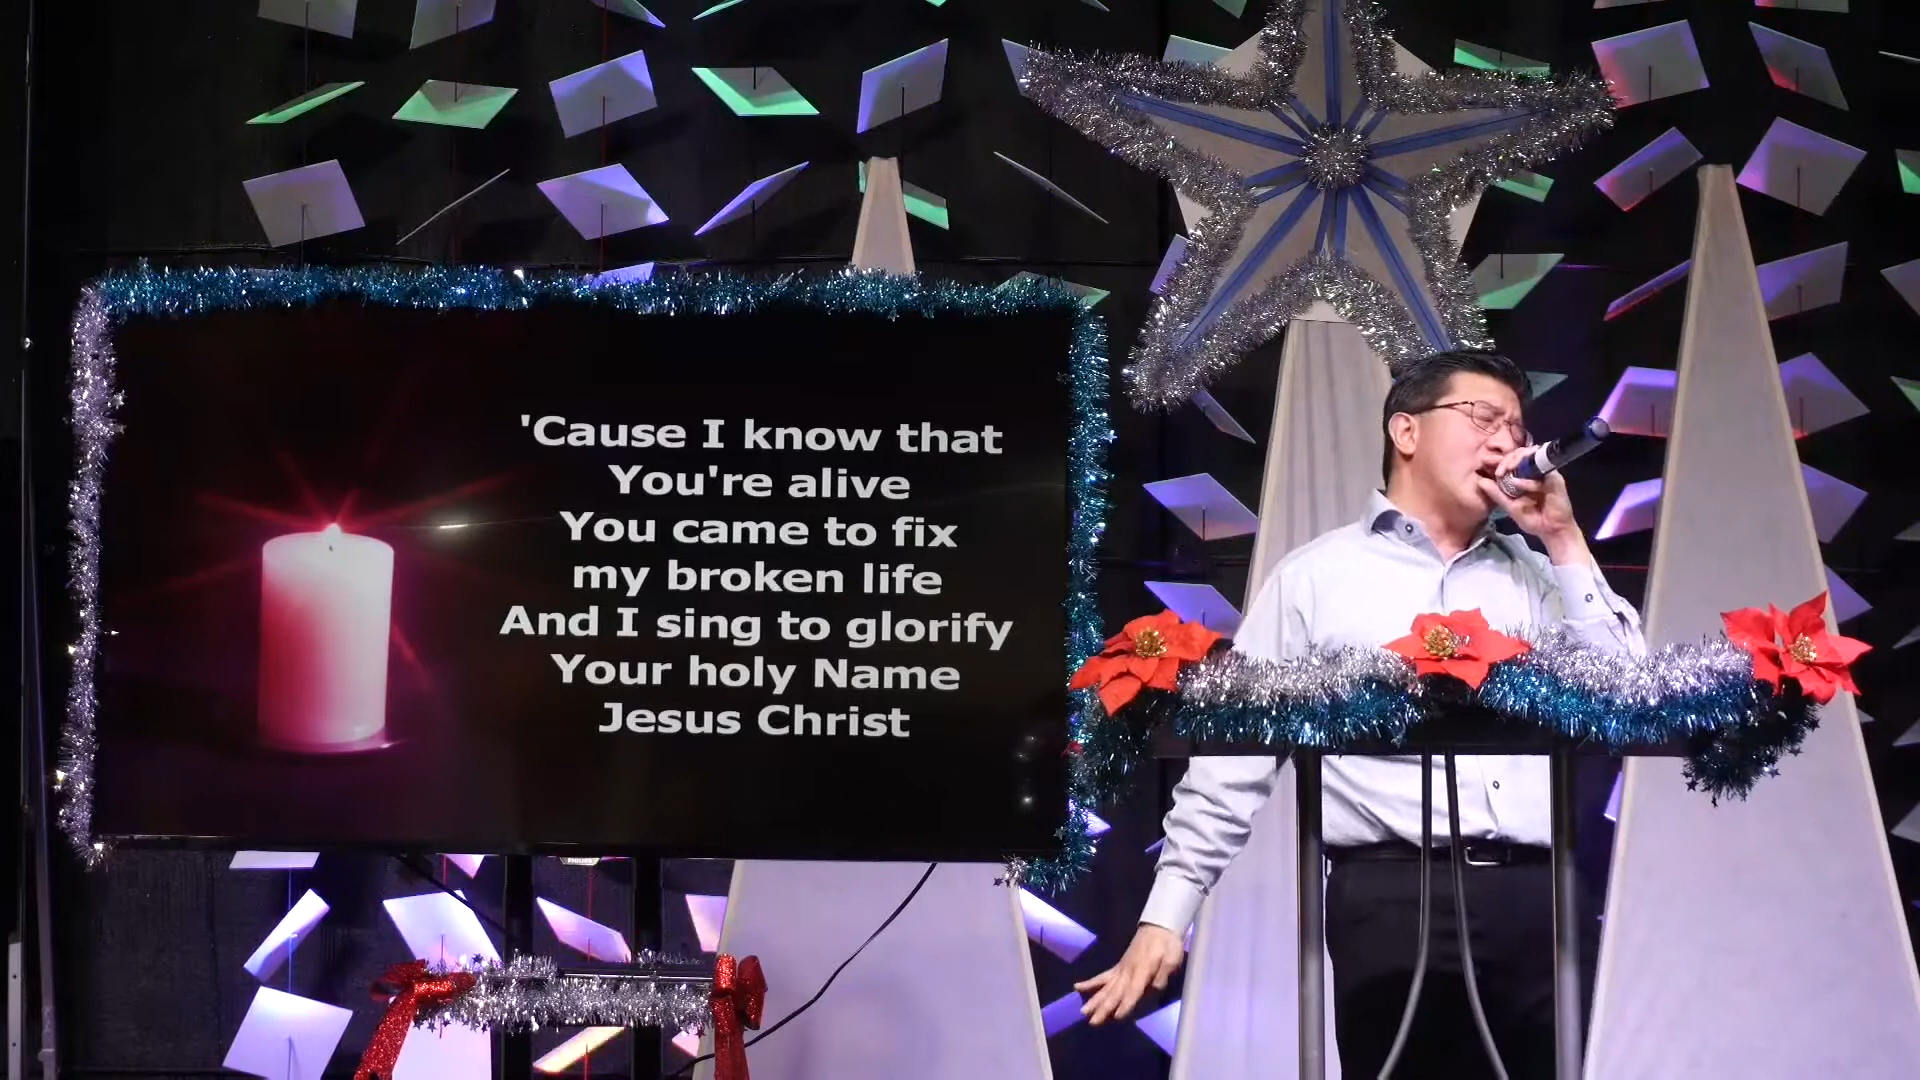 'Cause I know that
You're alive
You came to fix
my broken life
And I sing to glorify
Your holy Name
Jesus Christ
PHILIPS